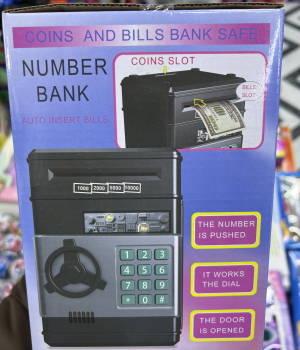 COINS AND BILLS BANK SAFE
NUMBER
BANK
AUTO INSERT BILLS
COINS SLOT
BILLS
SLOT
1000 2000 5000 10000
1 2 3
4 5 6
7 8 9
* 0 #
THE NUMBER
IS PUSHED
IT WORKS
THE DIAL
THE DOOR
IS OPENED